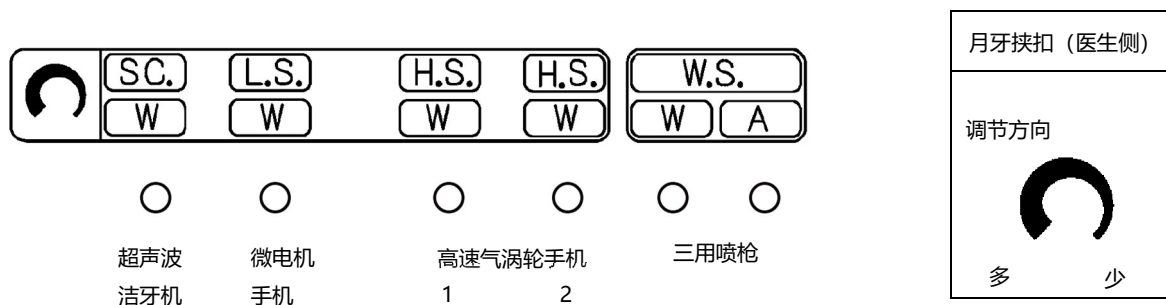 SC. L.S. H.S. H.S. W.S.
W W W W W A
超声波 微电机 高速气涡轮手机 三用喷枪
洁牙机 手机 1 2
月牙挟扣（医生侧）
调节方向
多 少